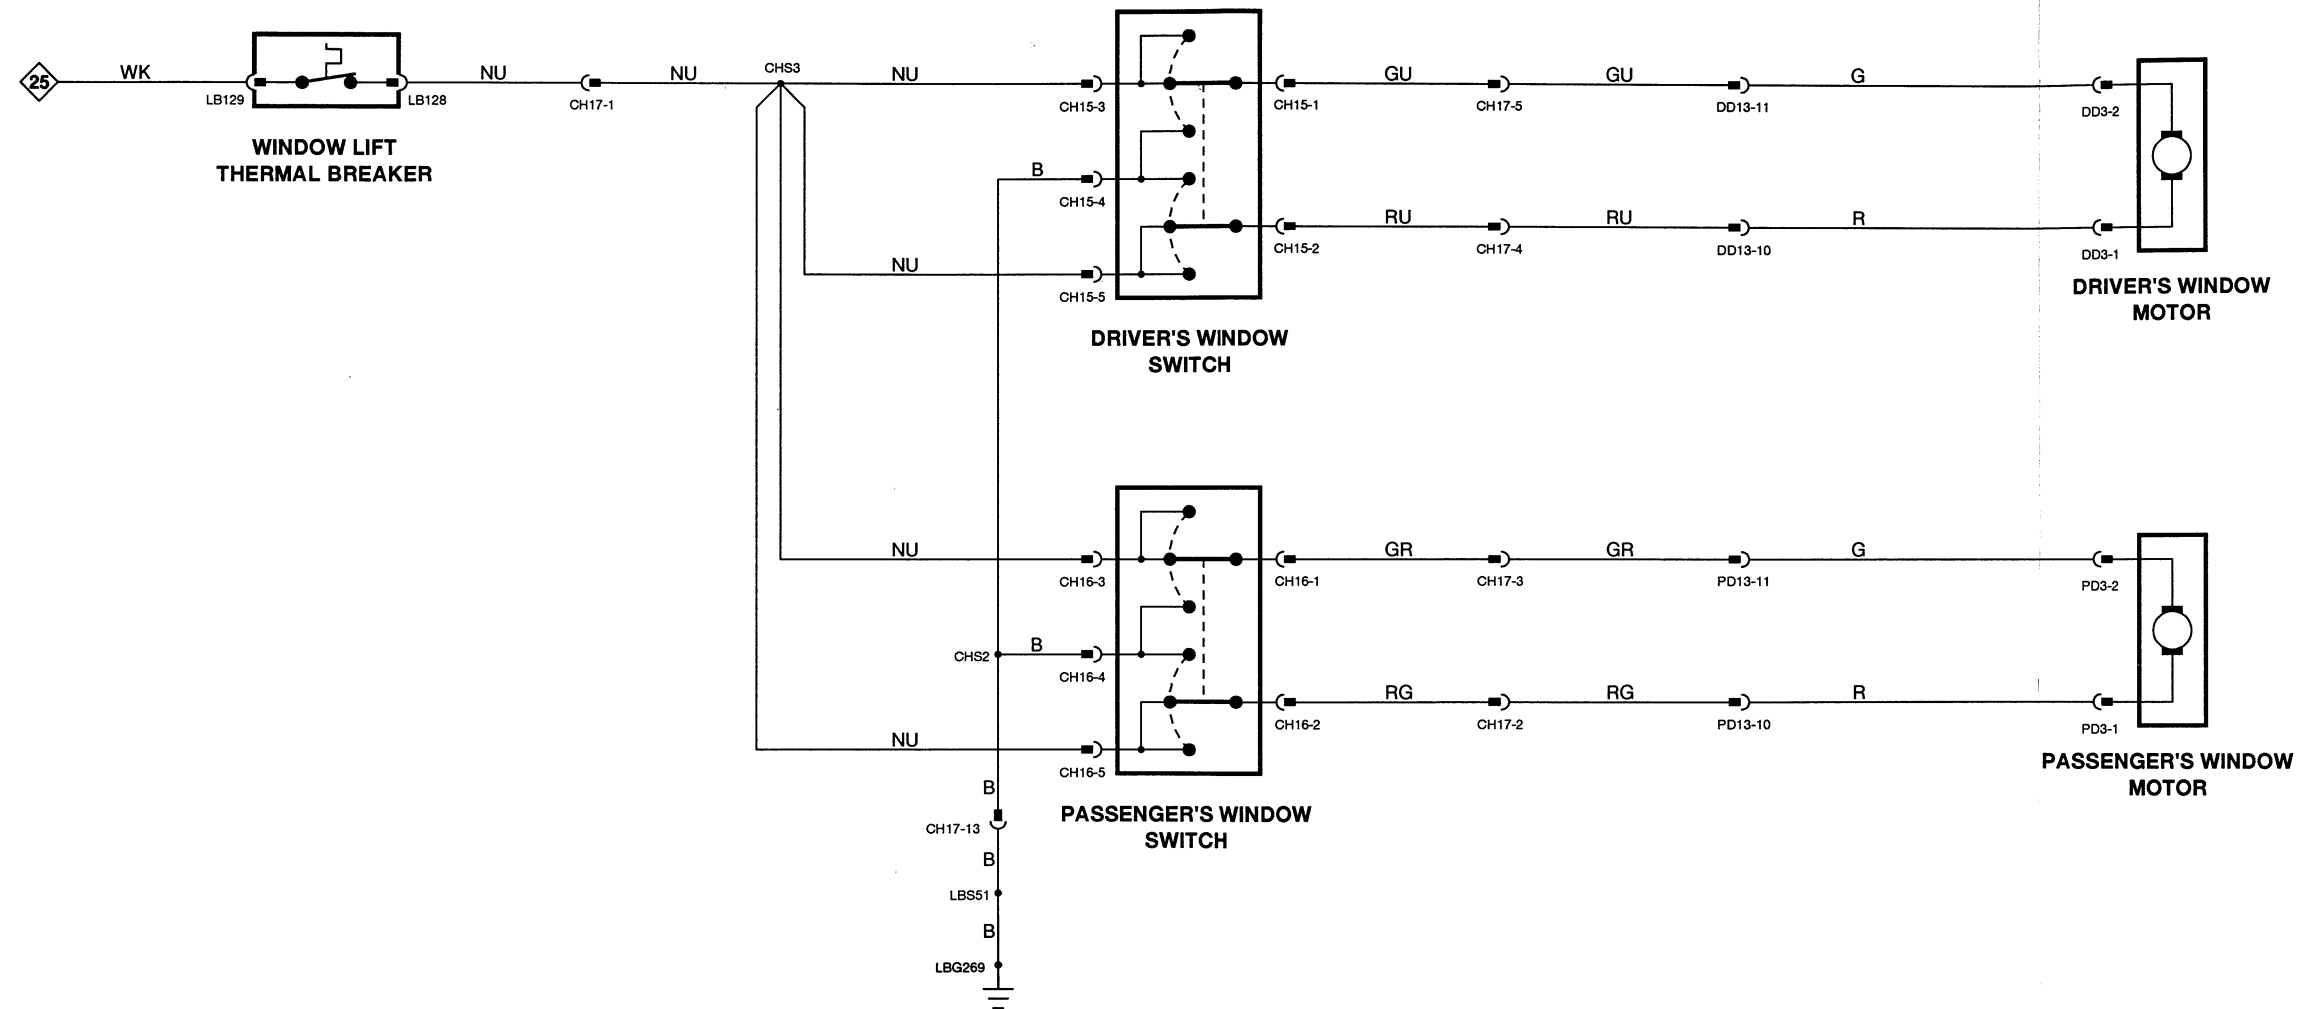 25
WK
LB129
LB128
WINDOW LIFT
THERMAL BREAKER
NU
CH17-1
NU
CHS3
NU
CH15-3
B
CH15-4
NU
CH15-5
DRIVER'S WINDOW
SWITCH
CH15-1
GU
CH17-5
GU
DD13-11
G
DD3-2
CH15-2
RU
CH17-4
RU
DD13-10
R
DD3-1
DRIVER'S WINDOW
MOTOR
NU
CH16-3
CHS2
B
CH16-4
NU
CH16-5
PASSENGER'S WINDOW
SWITCH
CH16-1
GR
CH17-3
GR
PD13-11
G
PD3-2
CH16-2
RG
CH17-2
RG
PD13-10
R
PD3-1
PASSENGER'S WINDOW
MOTOR
B
CH17-13
B
LBS51
B
LBG269